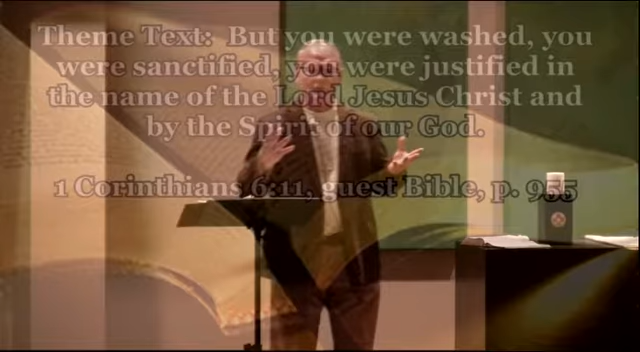 Theme Text: But you were washed, you
were sanctified, you were justified in
the name of the Lord Jesus Christ and
by the Spirit of our God.
1 Corinthians 6:11, guest Bible, p.